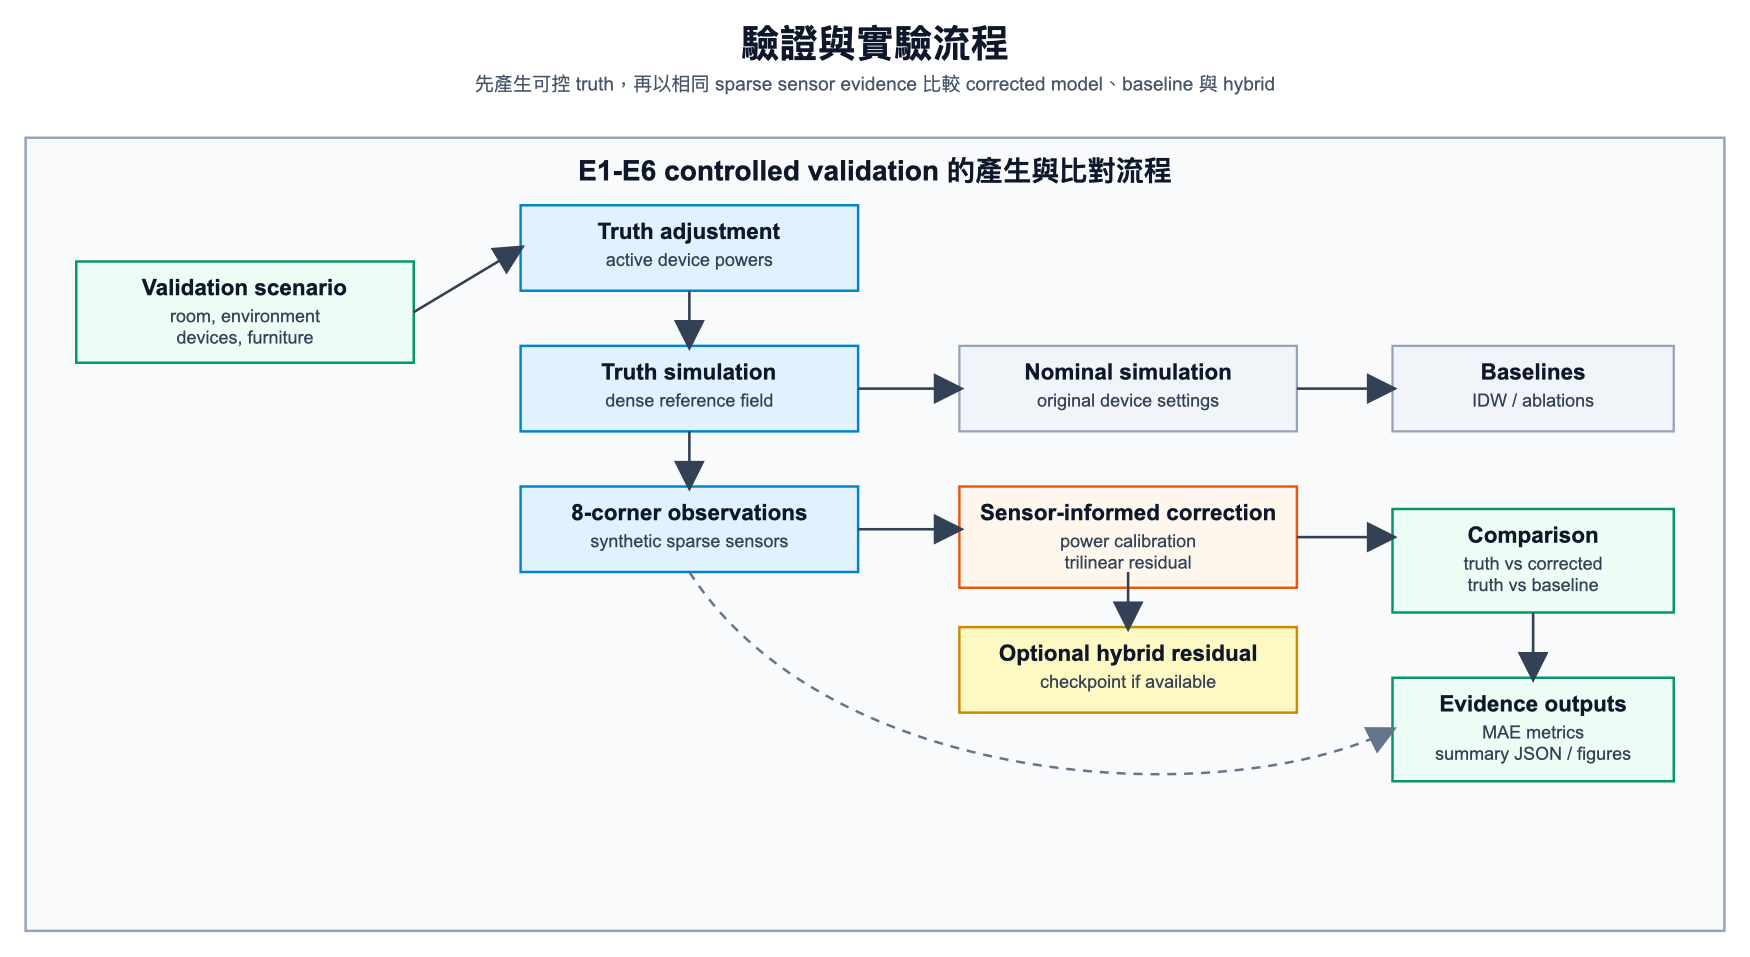 驗證與實驗流程
先產生可控 truth，再以相同 sparse sensor evidence 比較 corrected model、baseline 與 hybrid
E1-E6 controlled validation 的產生與比對流程
Validation scenario
room, environment
devices, furniture
Truth adjustment
active device powers
Truth simulation
dense reference field
Nominal simulation
original device settings
Baselines
IDW / ablations
8-corner observations
synthetic sparse sensors
Sensor-informed correction
power calibration
trilinear residual
Comparison
truth vs corrected
truth vs baseline
Optional hybrid residual
checkpoint if available
Evidence outputs
MAE metrics
summary JSON / figures